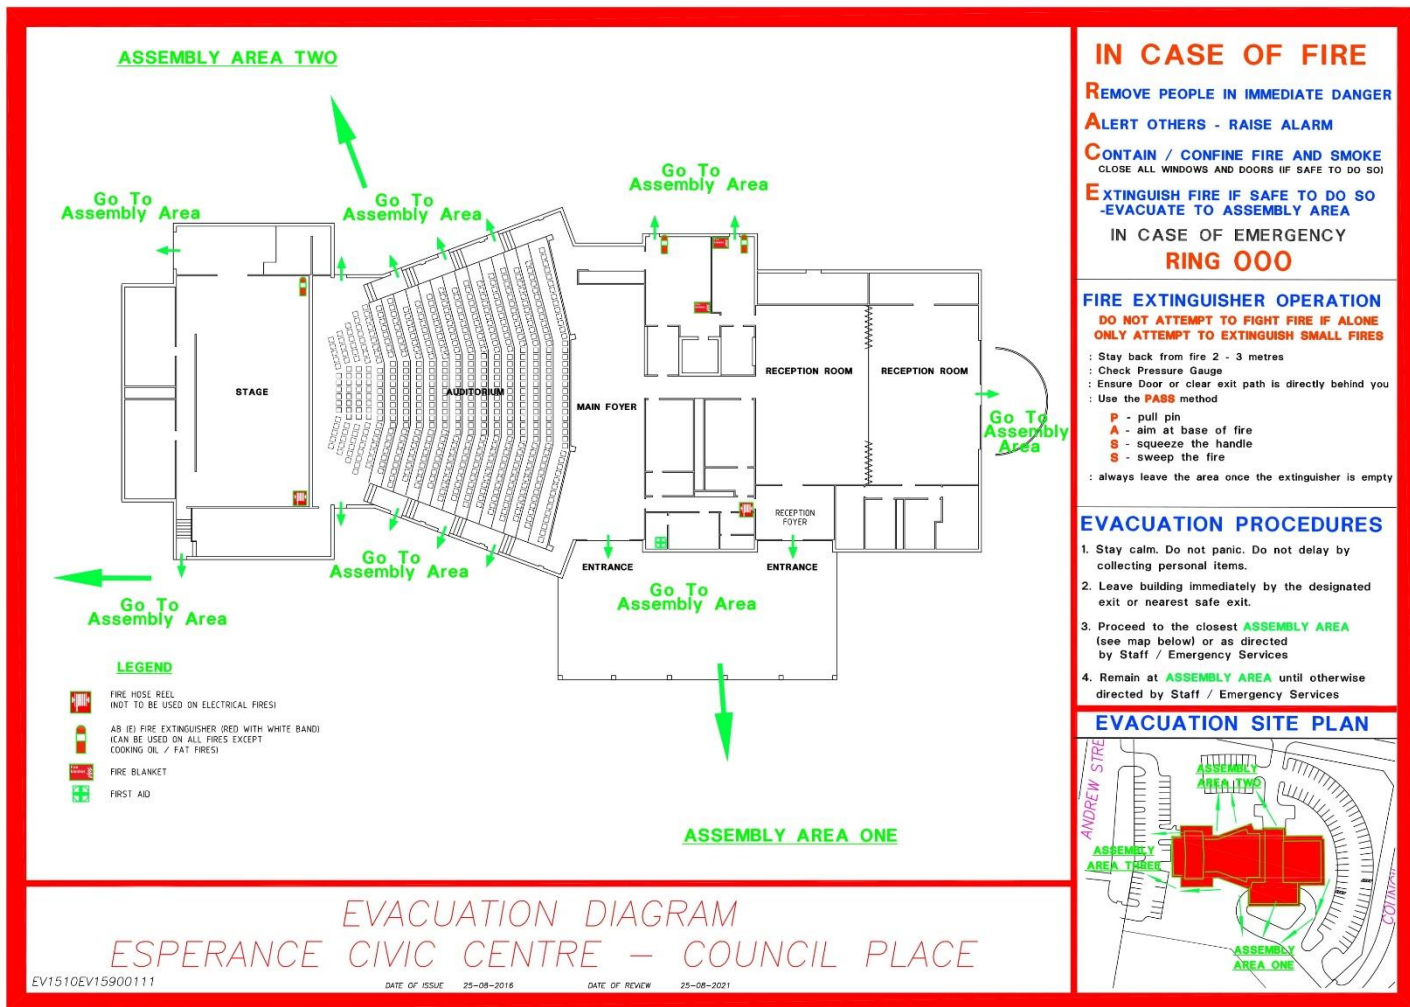 ASSEMBLY AREA TWO
Go To
Assembly Area
Go To
Assembly Area
Go To
Assembly Area
STAGE
AUDITORIUM
MAIN FOYER
RECEPTION ROOM
RECEPTION ROOM
Go To
Assembly
Area
RECEPTION
FOYER
ENTRANCE
ENTRANCE
Go To
Assembly Area
Go To
Assembly Area
Go To
Assembly Area
LEGEND
FIRE HOSE REEL
(NOT TO BE USED ON ELECTRICAL FIRES)
AB (E) FIRE EXTINGUISHER (RED WITH WHITE BAND)
(CAN BE USED ON ALL FIRES EXCEPT
COOKING OIL / FAT FIRES)
FIRE BLANKET
FIRST AID
ASSEMBLY AREA ONE
IN CASE OF FIRE
REMOVE PEOPLE IN IMMEDIATE DANGER
ALERT OTHERS - RAISE ALARM
CONTAIN / CONFINE FIRE AND SMOKE
CLOSE ALL WINDOWS AND DOORS (IF SAFE TO DO SO)
EXTINGUISH FIRE IF SAFE TO DO SO
-EVACUATE TO ASSEMBLY AREA
IN CASE OF EMERGENCY
RING 000
FIRE EXTINGUISHER OPERATION
DO NOT ATTEMPT TO FIGHT FIRE IF ALONE
ONLY ATTEMPT TO EXTINGUISH SMALL FIRES
: Stay back from fire 2 - 3 metres
: Check Pressure Gauge
: Ensure Door or clear exit path is directly behind you
: Use the PASS method
P - pull pin
A - aim at base of fire
S - squeeze the handle
S - sweep the fire
: always leave the area once the extinguisher is empty
EVACUATION PROCEDURES
1. Stay calm. Do not panic. Do not delay by
collecting personal items.
2. Leave building immediately by the designated
exit or nearest safe exit.
3. Proceed to the closest ASSEMBLY AREA
(see map below) or as directed
by Staff / Emergency Services
4. Remain at ASSEMBLY AREA until otherwise
directed by Staff / Emergency Services
EVACUATION SITE PLAN
ANDREW STRE
ASSEMBLY
AREA TWO
ASSEMBLY
AREA THREE
COUNCIL
ASSEMBLY
AREA ONE
EVACUATION DIAGRAM
ESPERANCE CIVIC CENTRE – COUNCIL PLACE
EV1510EV15900111
DATE OF ISSUE 25-08-2016 DATE OF REVIEW 25-08-2021